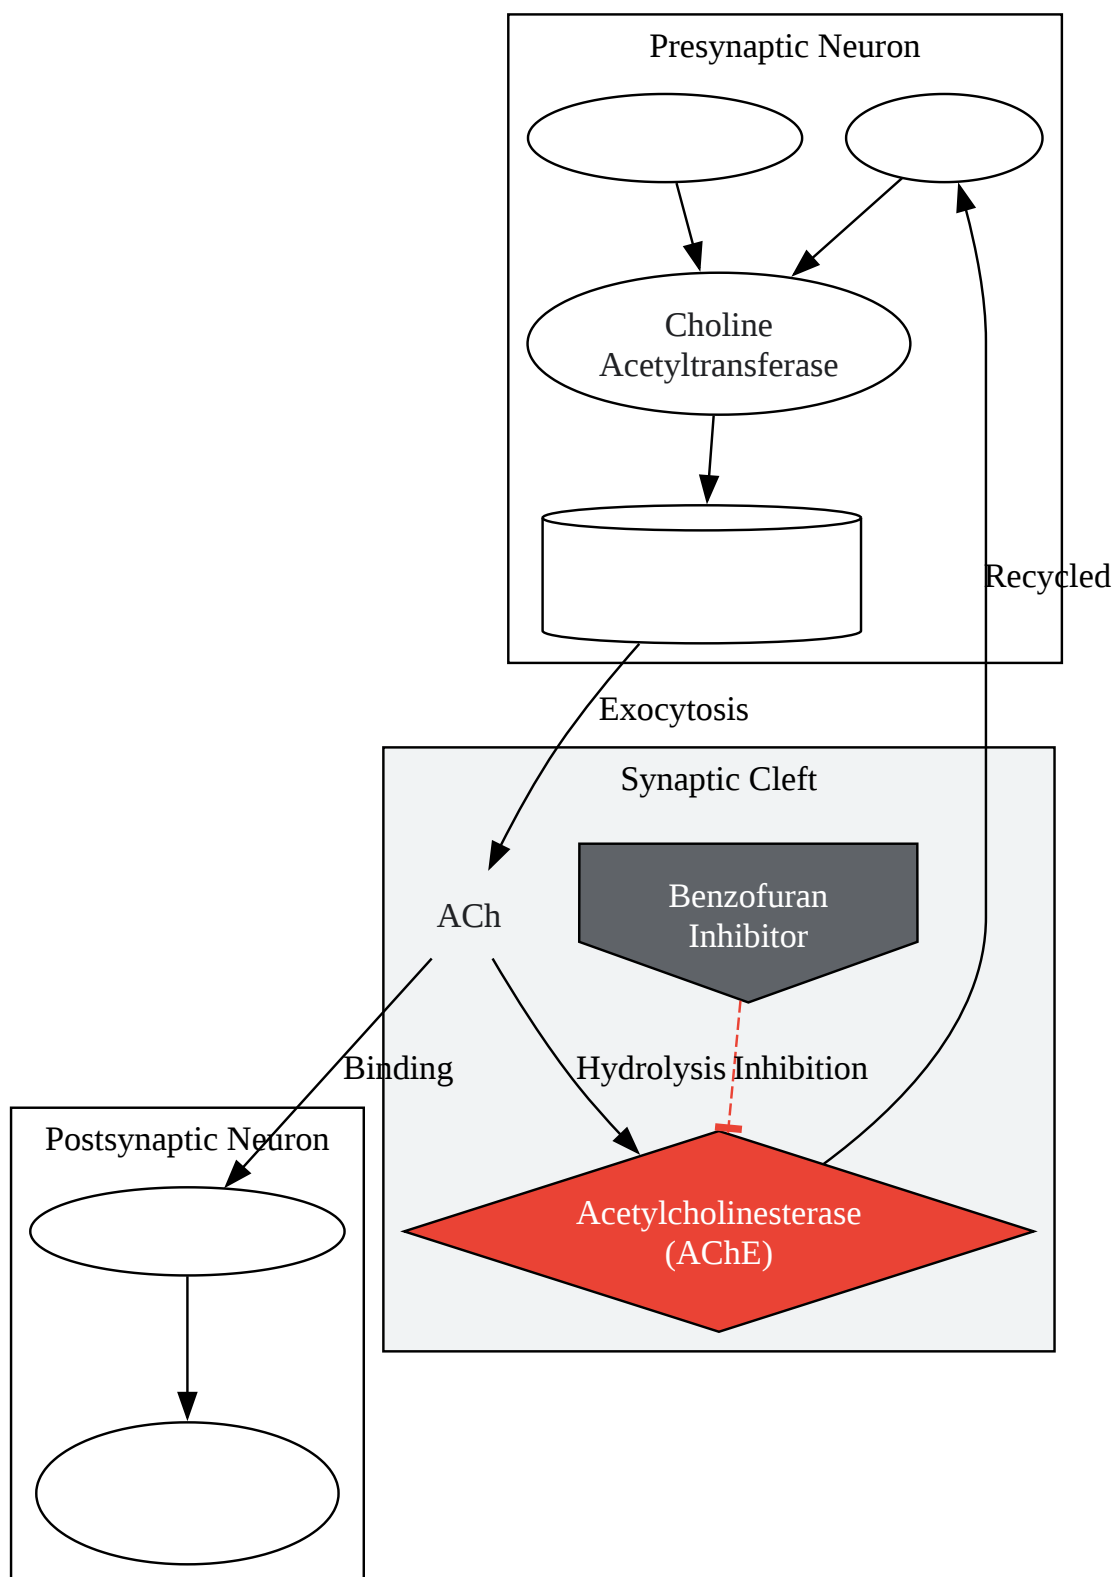 Presynaptic Neuron
Choline
Acetyltransferase
Recycled
Exocytosis
Synaptic Cleft
Benzofuran
Inhibitor
ACh
Binding
Hydrolysis
Inhibition
Postsynaptic Neuron
Acetylcholinesterase
(AChE)